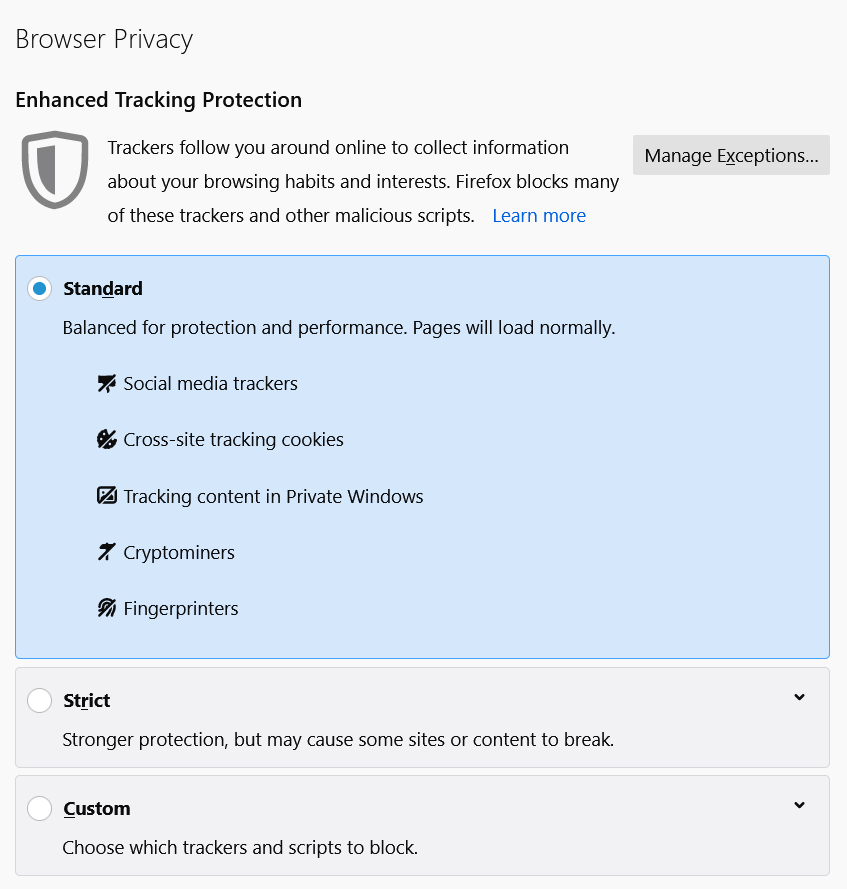 Browser Privacy
Enhanced Tracking Protection
Trackers follow you around online to collect information
about your browsing habits and interests. Firefox blocks many
of these trackers and other malicious scripts. Learn more
Manage Exceptions...
Standard
Balanced for protection and performance. Pages will load normally.
Social media trackers
Cross-site tracking cookies
Tracking content in Private Windows
Cryptominers
Fingerprinters
Strict
Stronger protection, but may cause some sites or content to break.
Custom
Choose which trackers and scripts to block.